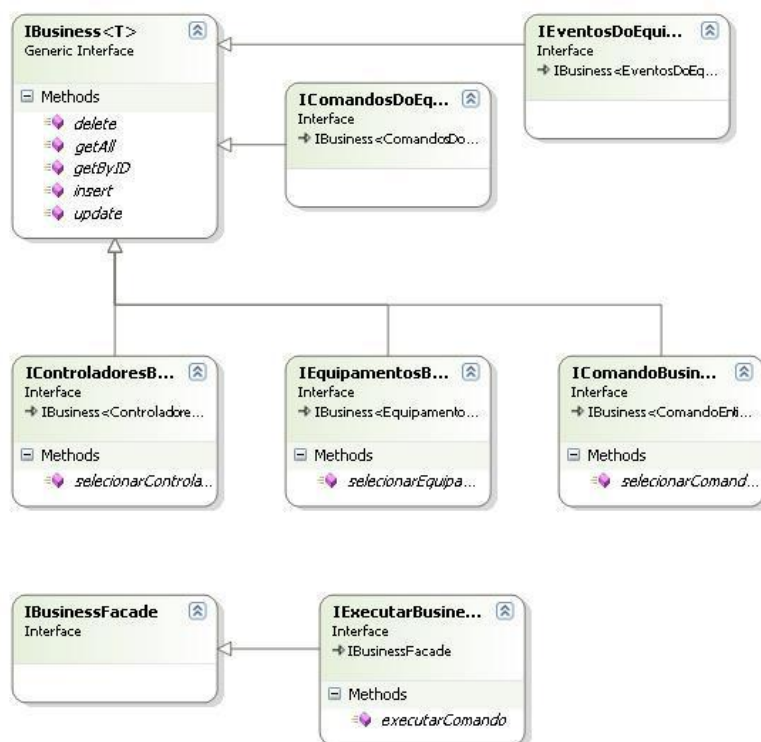 IBusiness<T>
Generic Interface
Methods
delete
getAll
getByID
insert
update
IEventosDoEqui...
Interface
IBusiness<EventosDoEq...
IComandosDoEq...
Interface
IBusiness<ComandosDo...
IControladoresB...
Interface
IBusiness<Controladore...
Methods
selecionarControla...
IEquipamentosB...
Interface
IBusiness<Equipamento...
Methods
selecionarEquipa...
IComandoBusin...
Interface
IBusiness<ComandoEnti...
Methods
selecionarComand...
IBusinessFacade
Interface
IExecutarBusine...
Interface
IBusinessFacade
Methods
executarComando